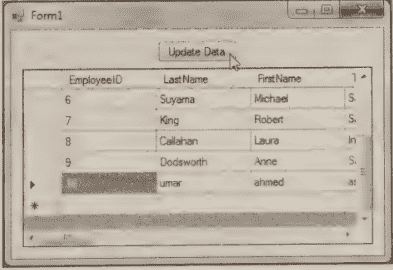 Form1
Update Data
EmployeeID LastName FirstName T
6 Suyama Michael S
7 King Robert S
8 Callahan Laura In
9 Dodsworth Anne S
umar ahmed